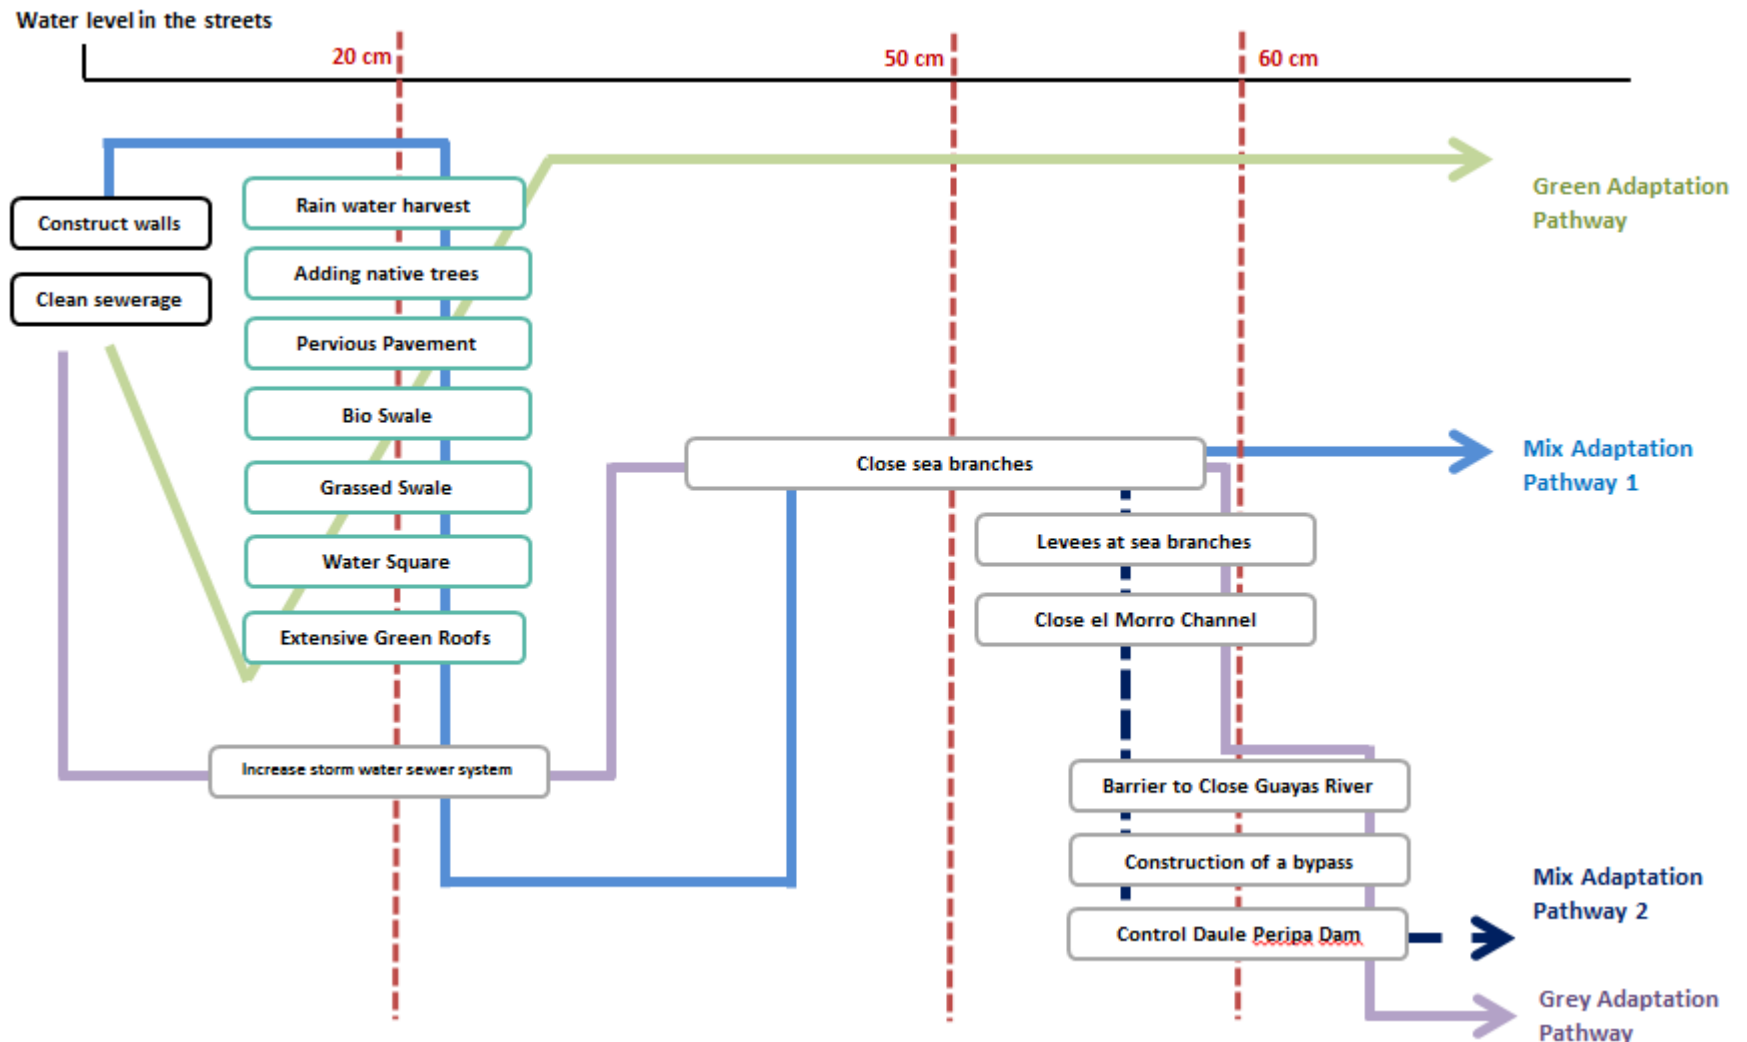 Water level in the streets
20 cm
50 cm
60 cm
Construct walls
Clean sewerage
Rain water harvest
Adding native trees
Pervious Pavement
Bio Swale
Grassed Swale
Water Square
Extensive Green Roofs
Increase storm water sewer system
Close sea branches
Levees at sea branches
Close el Morro Channel
Barrier to Close Guayas River
Construction of a bypass
Control Daule Peripa Dam
Green Adaptation
Pathway
Mix Adaptation
Pathway 1
Mix Adaptation
Pathway 2
Grey Adaptation
Pathway